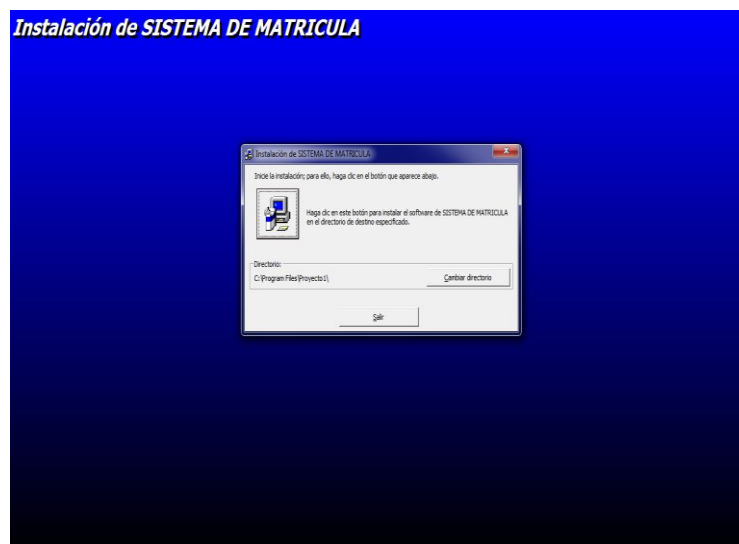 Instalación de SISTEMA DE MATRICULA
Instalación de SISTEMA DE MATRICULA
Inicie la instalación; para ello, haga clic en el botón que aparece abajo.
Haga clic en este botón para instalar el software de SISTEMA DE MATRICULA
en el directorio de destino especificado.
Directorio:
C:\Program Files\Proyecto1\
Cambiar directorio
Salir